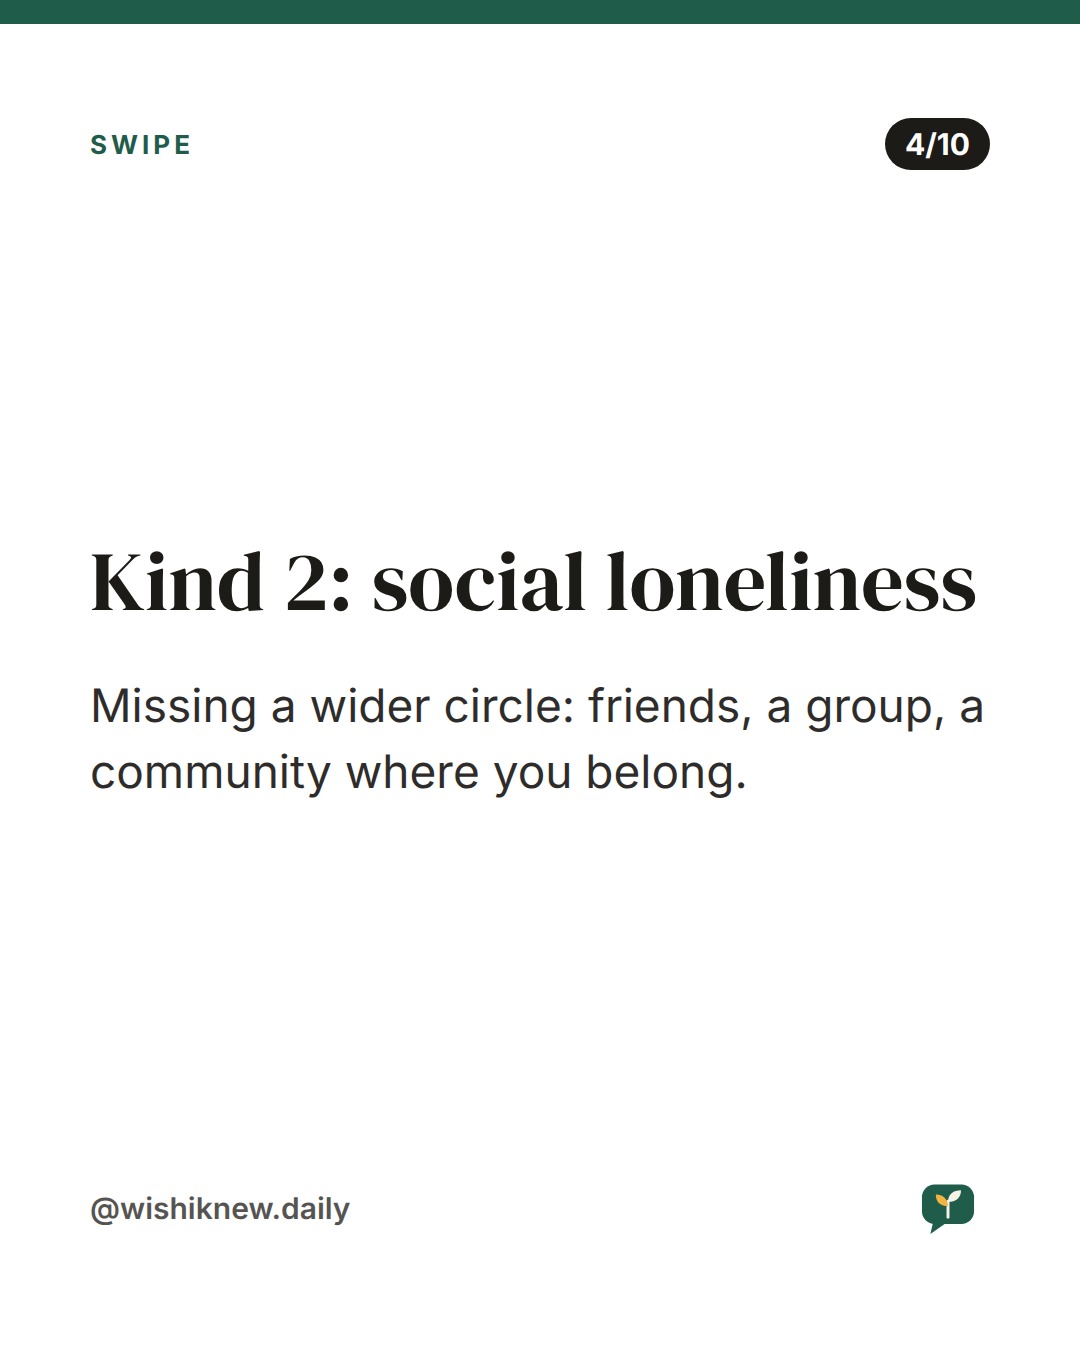 SWIPE
4/10
Kind 2: social loneliness
Missing a wider circle: friends, a group, a
community where you belong.
@wishiknew.daily